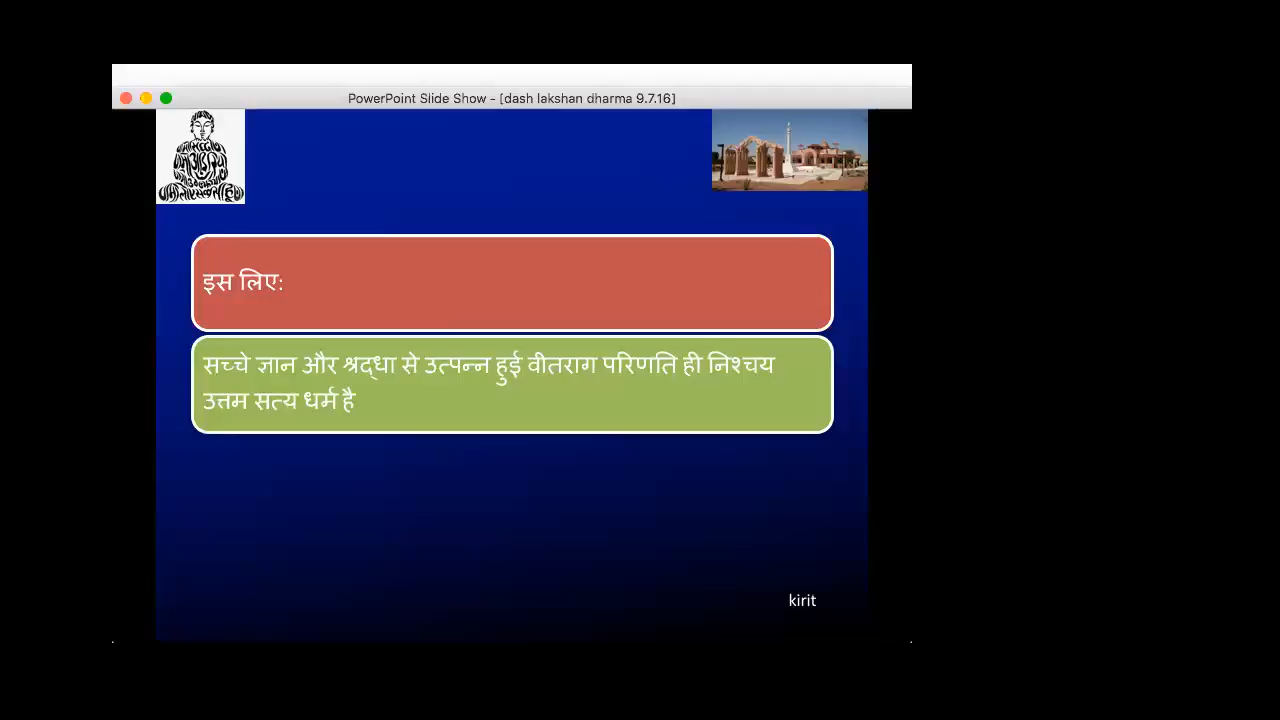 PowerPoint Slide Show - [dash lakshan dharma 9.7.16]
इस लिए:
सच्चे ज्ञान और श्रद्धा से उत्पन्न हुई वीतराग परिणति ही निश्चय
उत्तम सत्य धर्म है
kirit